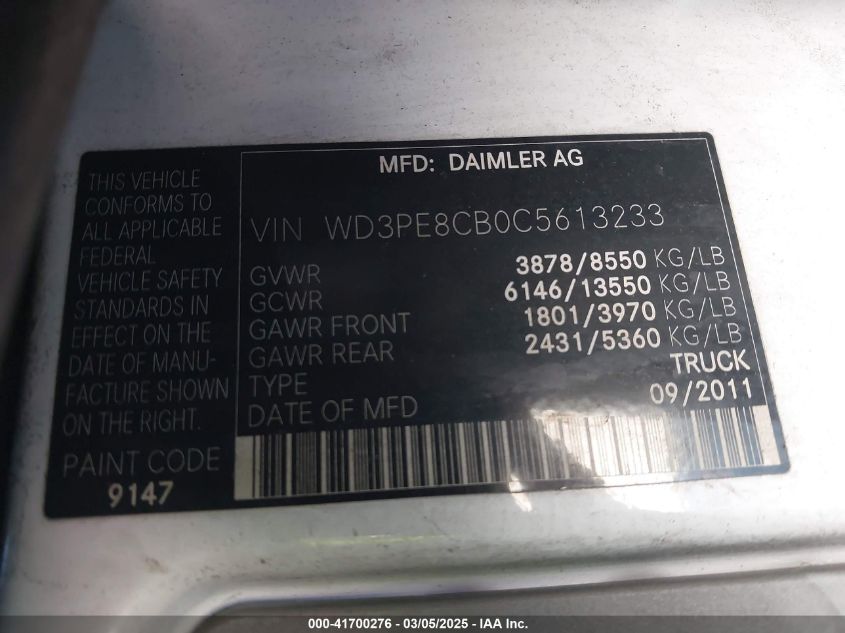 MFD: DAIMLER AG
THIS VEHICLE
CONFORMS TO
ALL APPLICABLE
FEDERAL
VEHICLE SAFETY
STANDARDS IN
EFFECT ON THE
DATE OF MANU-
FACTURE SHOWN
ON THE RIGHT.
PAINT CODE
9147
VIN WD3PE8CB0C5613233
GVWR 3878/8550 KG/LB
GCWR 6146/13550 KG/LB
GAWR FRONT 1801/3970 KG/LB
GAWR REAR 2431/5360 KG/LB
TYPE TRUCK
DATE OF MFD 09/2011
000-41700276 - 03/05/2025 - IAA Inc.